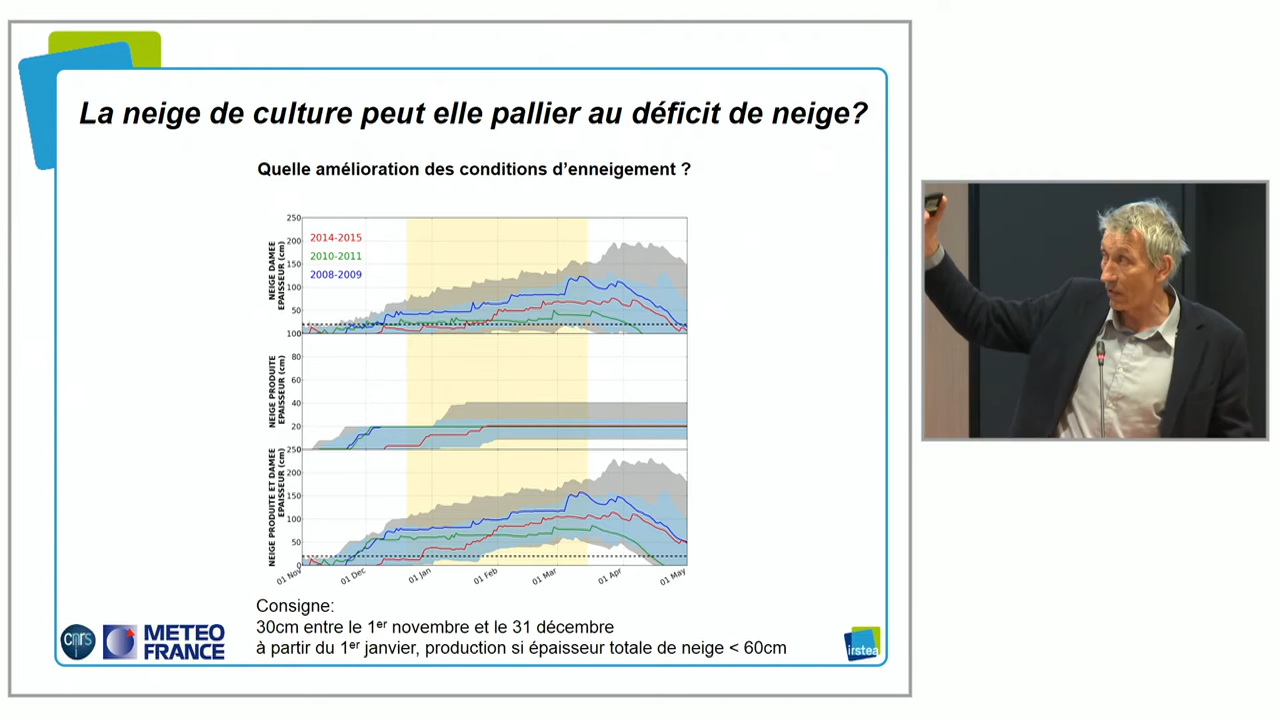 La neige de culture peut elle pallier au déficit de neige?
Quelle amélioration des conditions d'enneigement ?
NEIGE DAMEE
EPAISSEUR (cm)
250
200
150
100
50
2014-2015
2010-2011
2008-2009
NEIGE PRODUITE
EPAISSEUR (cm)
100
80
60
40
20
NEIGE PRODUITE ET DAMEE
EPAISSEUR (cm)
250
200
150
100
50
0
01 Nov
01 Dec
01 Jan
01 Feb
01 Mar
01 Apr
01 May
Consigne:
30cm entre le 1er novembre et le 31 décembre
à partir du 1er janvier, production si épaisseur totale de neige < 60cm
cnrs
METEO
FRANCE
irstea